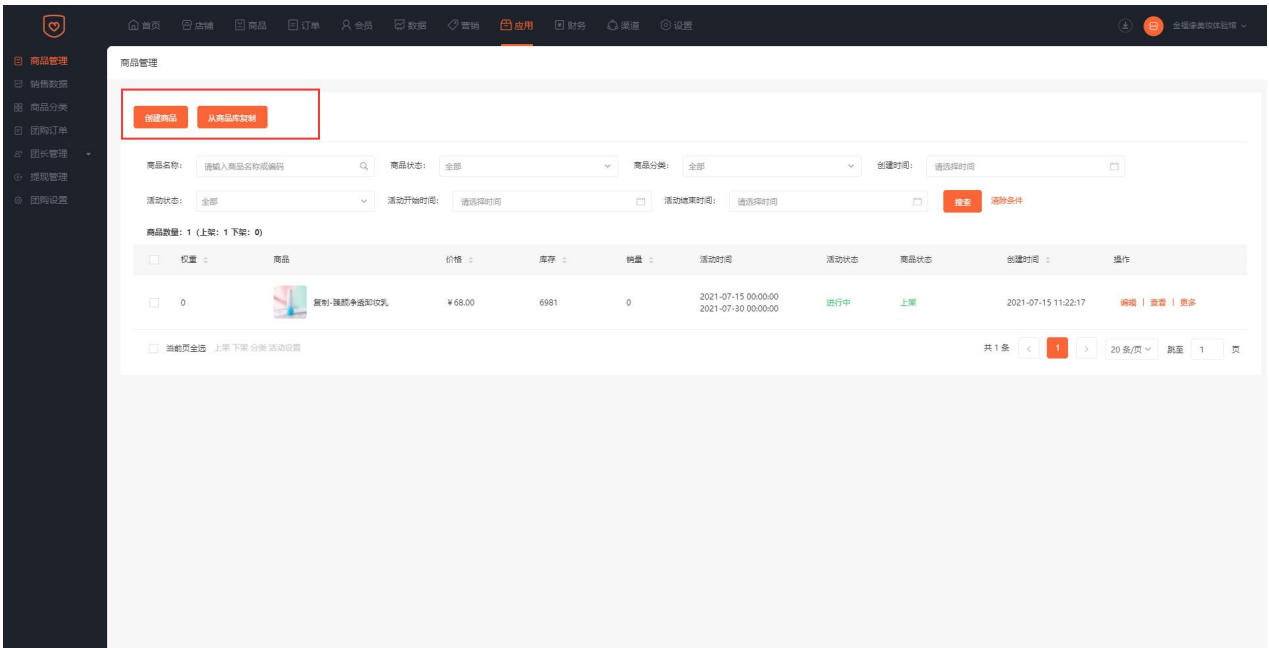 首页 店铺 商品 订单 会员 数据 营销 应用 财务 渠道 设置
商品管理
销售数据
商品分类
团购订单
团长管理
提现管理
团购设置
商品管理
创建商品 从商品库复制
商品名称: 请输入商品名称或编码 商品状态: 全部 商品分类: 全部 创建时间: 请选择时间
活动状态: 全部 活动开始时间: 请选择时间 活动结束时间: 请选择时间 搜索 清除条件
商品数量: 1 (上架: 1 下架: 0)
权重 商品 价格 库存 销量 活动时间 活动状态 商品状态 创建时间 操作
0 复制-臻颜净透卸妆乳 ¥68.00 6981 0 2021-07-15 00:00:00 进行中 上架 2021-07-15 11:22:17 编辑 | 查看 | 更多
2021-07-30 00:00:00
当前页全选 上架 下架 分类 活动设置
共 1 条 < 1 > 20 条/页 跳至 1 页